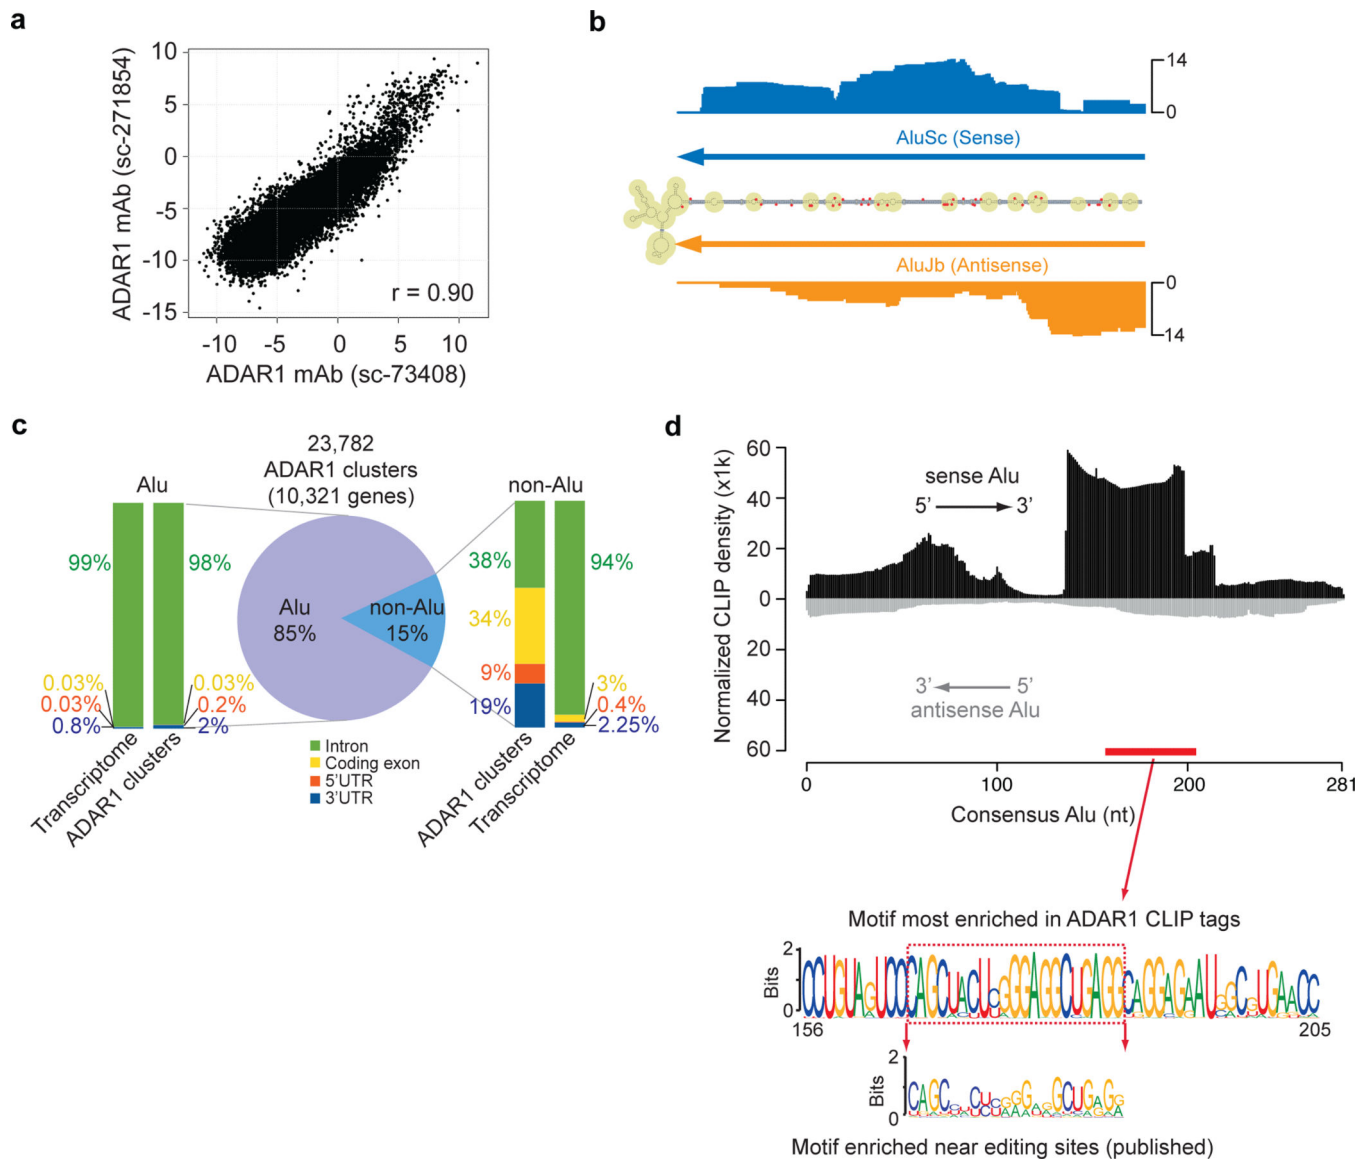 a
ADAR1 mAb (sc-271854)
10
5
0
-5
-10
-15
r = 0.90
-10 -5 0 5 10
ADAR1 mAb (sc-73408)
b
14
0
AluSc (Sense)
AluJb (Antisense)
0
14
c
23,782
ADAR1 clusters
(10,321 genes)
Alu
non-Alu
99%
98%
38%
94%
Alu
85%
non-Alu
15%
34%
9%
19%
0.03%
0.03%
0.8%
0.03%
0.2%
2%
3%
0.4%
2.25%
Transcriptome
ADAR1 clusters
ADAR1 clusters
Transcriptome
Intron
Coding exon
5'UTR
3'UTR
d
Normalized CLIP density (x1k)
60
40
20
0
20
40
60
sense Alu
5' 3'
3' 5'
antisense Alu
0 100 200 281
Consensus Alu (nt)
Motif most enriched in ADAR1 CLIP tags
Bits
2
0
CCUGUAGUCCCAGCUACUCGGGAGGCUGAGGCAGGAGAAUGGCGUGAACC
156 205
Bits
2
0
Motif enriched near editing sites (published)